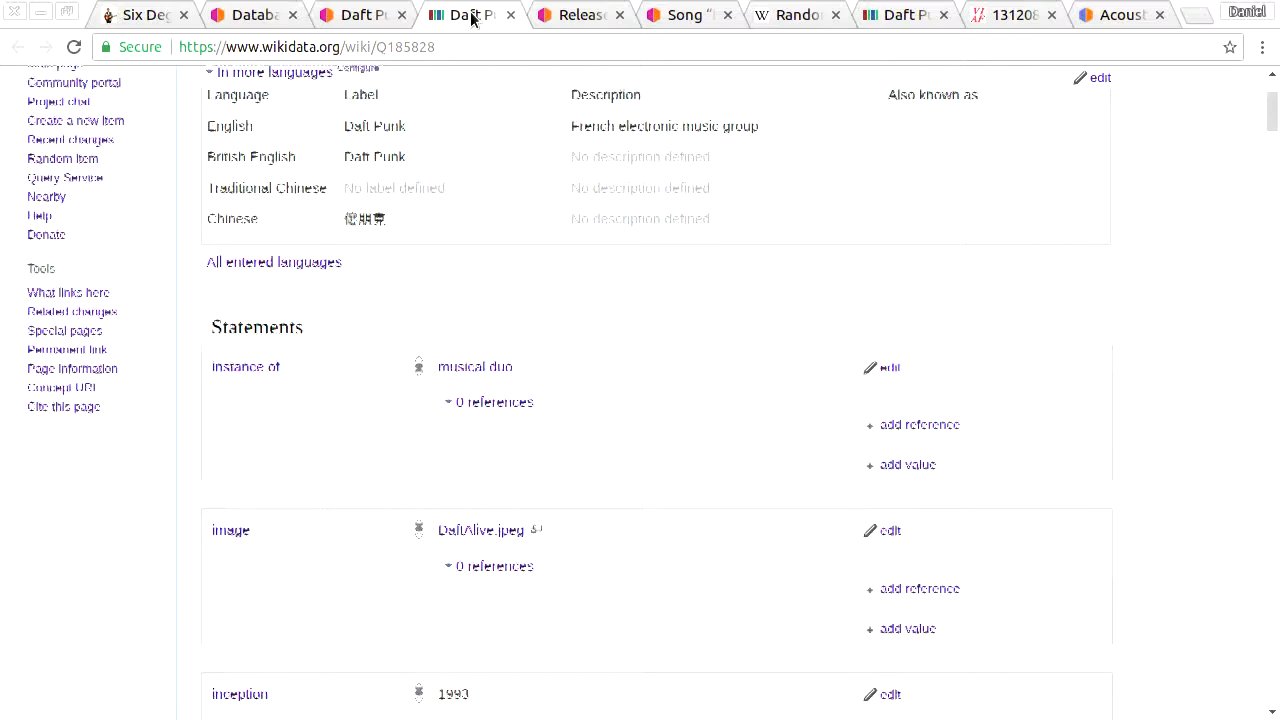 Six Deg
Databa
Daft Pu
Daft P
Release
Song "
Rando
Daft P
131208
Acoust
Daniel
Secure
https://www.wikidata.org/wiki/Q185828
Community portal
Project chat
Create a new item
Recent changes
Random item
Query Service
Nearby
Help
Donate
Tools
What links here
Related changes
Special pages
Permanent link
Page information
Concept URI
Cite this page
In more languages Configure
edit
Language Label Description Also known as
English Daft Punk French electronic music group
British English Daft Punk No description defined
Traditional Chinese No label defined No description defined
Chinese 傻朋克 No description defined
All entered languages
Statements
instance of musical duo edit
0 references
+ add reference
+ add value
image DaftAlive.jpeg edit
0 references
+ add reference
+ add value
inception 1993 edit